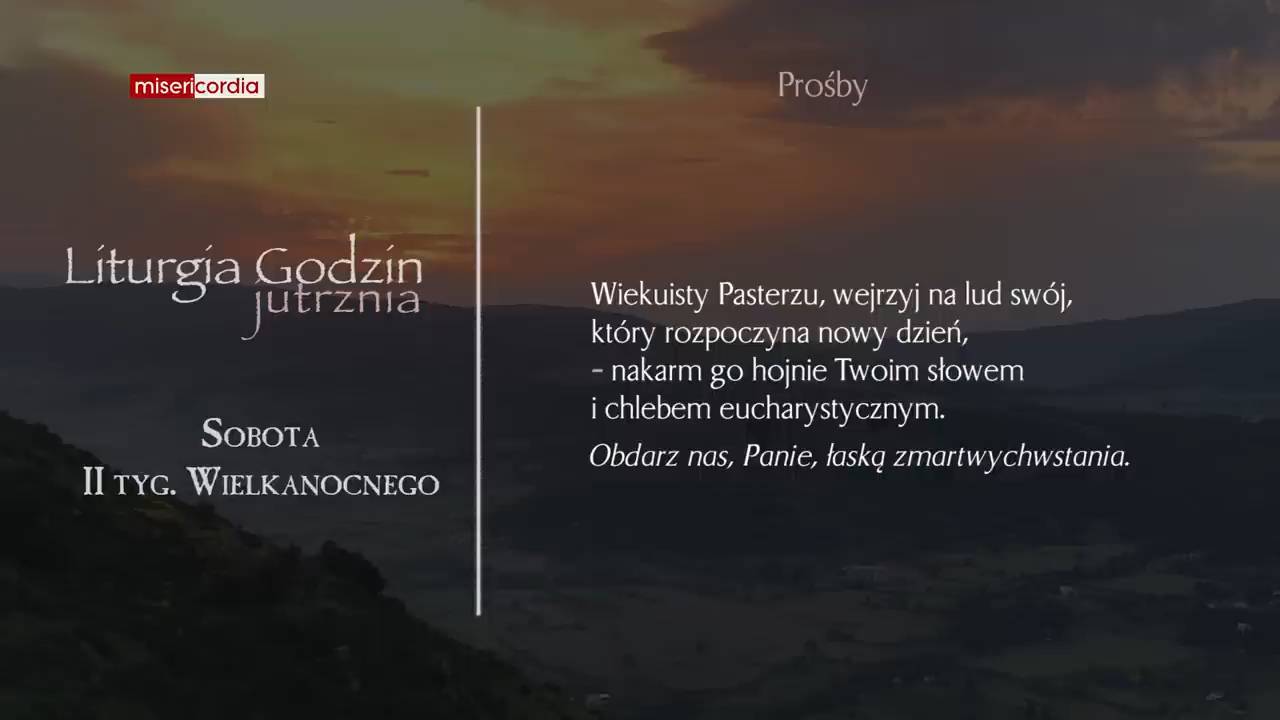 misericordia
Prośby
Liturgia Godzin
jutrznia
Sobota
II tyg. Wielkanocnego
Wiekuisty Pasterzu, wejrzyj na lud swój,
który rozpoczyna nowy dzień,
- nakarm go hojnie Twoim słowem
i chlebem eucharystycznym.
Obdarz nas, Panie, łaską zmartwychwstania.